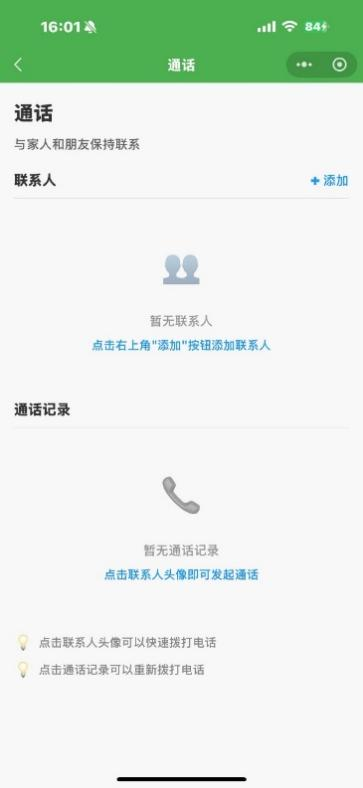 16:01
84
通话
通话
与家人和朋友保持联系
联系人
+ 添加
暂无联系人
点击右上角"添加"按钮添加联系人
通话记录
暂无通话记录
点击联系人头像即可发起通话
点击联系人头像可以快速拨打电话
点击通话记录可以重新拨打电话